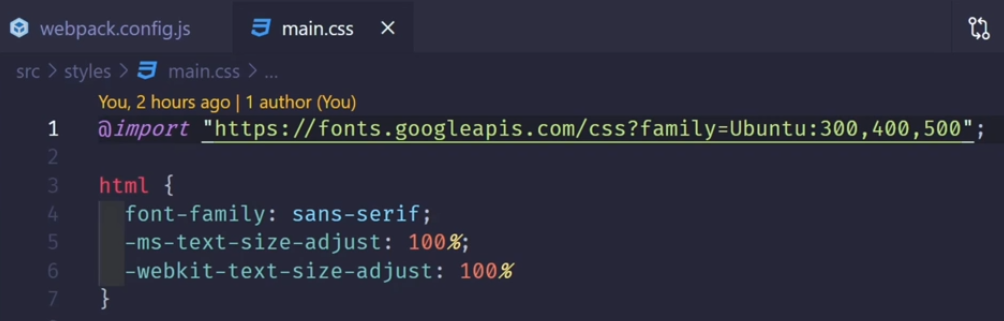 webpack.config.js main.css
src > styles > main.css > ...
You, 2 hours ago | 1 author (You)
1 @import "https://fonts.googleapis.com/css?family=Ubuntu:300,400,500";
2
3 html {
4 font-family: sans-serif;
5 -ms-text-size-adjust: 100%;
6 -webkit-text-size-adjust: 100%
7 }